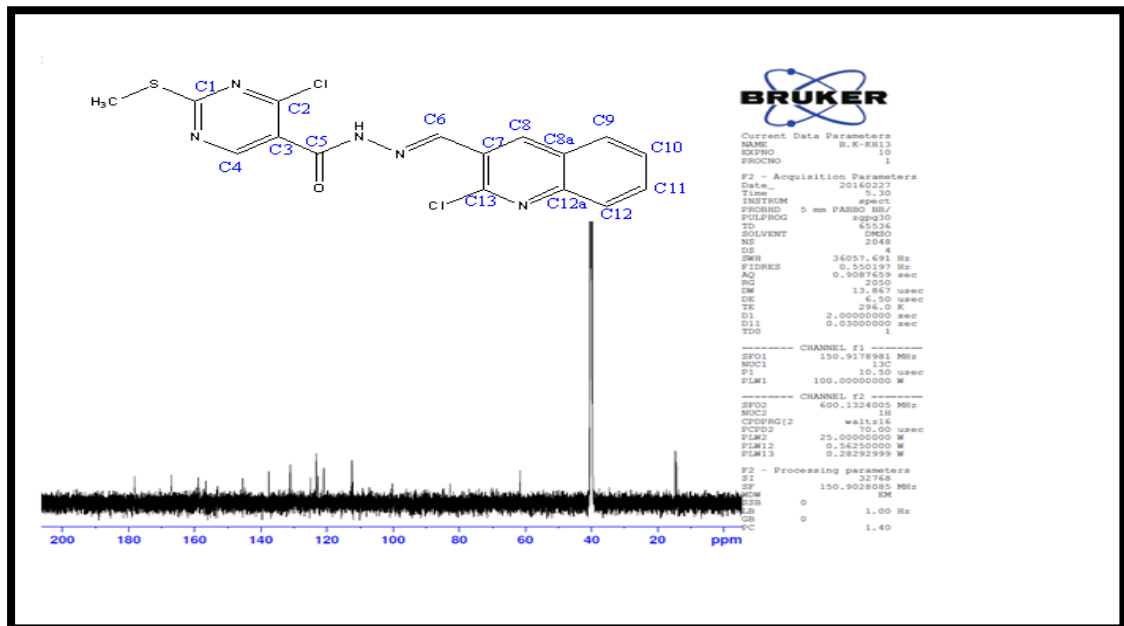 S
C1
N
Cl
H₃C
C2
N
C4
C3
C5
H
N
O
N
C6
C7
C8
C8a
C9
C10
C11
C12
C12a
C13
N
Cl
BRUKER
Current Data Parameters
NAME B.K-KH13
EXPNO 10
PROCNO 1
F2 - Acquisition Parameters
Date_ 20160227
Time 5.30
INSTRUM spect
PROBHD 5 mm PABBO BB/
PULPROG zgpg30
TD 65536
SOLVENT DMSO
NS 2048
DS 4
SWH 36057.691 Hz
FIDRES 0.550197 Hz
AQ 0.9087659 sec
RG 2050
DW 13.867 usec
DE 6.50 usec
TE 296.0 K
D1 2.00000000 sec
D11 0.03000000 sec
TD0 1
======== CHANNEL f1 ========
SFO1 150.9178981 MHz
NUC1 13C
P1 10.50 usec
PLW1 100.00000000 W
======== CHANNEL f2 ========
SFO2 600.1324005 MHz
NUC2 1H
CPDPRG[2 waltz16
PCPD2 70.00 usec
PLW2 25.00000000 W
PLW12 0.56250000 W
PLW13 0.28292999 W
F2 - Processing parameters
SI 32768
SF 150.9028085 MHz
WDW EM
SSB 0
LB 1.00 Hz
GB 0
PC 1.40
200 180 160 140 120 100 80 60 40 20 ppm